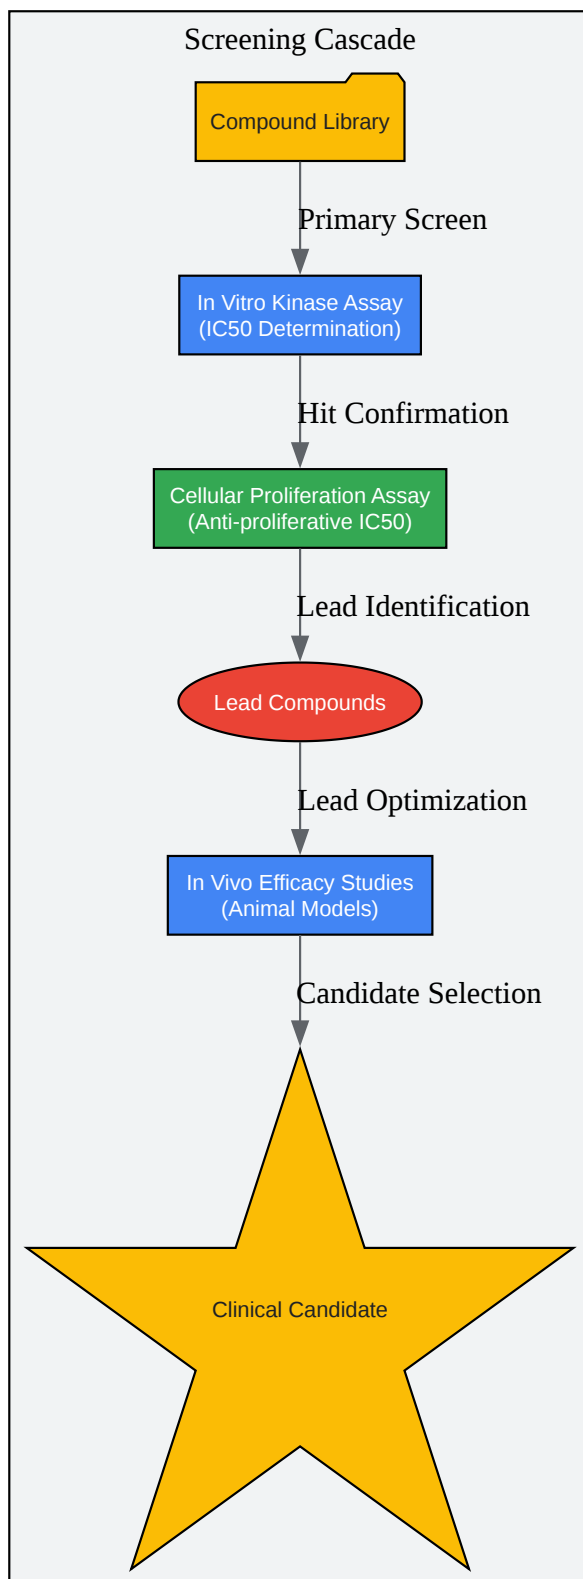 Screening Cascade
Compound Library
Primary Screen
In Vitro Kinase Assay
(IC50 Determination)
Hit Confirmation
Cellular Proliferation Assay
(Anti-proliferative IC50)
Lead Identification
Lead Compounds
Lead Optimization
In Vivo Efficacy Studies
(Animal Models)
Candidate Selection
Clinical Candidate